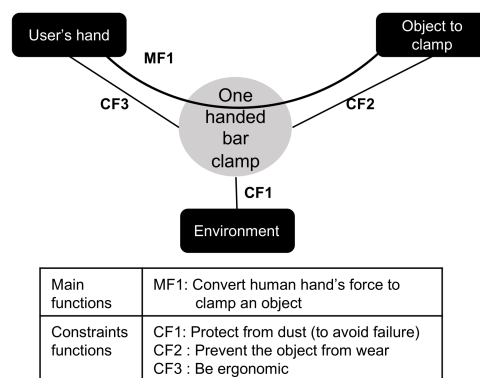 User's hand
Object to
clamp
MF1
CF3
One
handed
bar
clamp
CF2
CF1
Environment
Main
functions
MF1: Convert human hand's force to
clamp an object
Constraints
functions
CF1: Protect from dust (to avoid failure)
CF2 : Prevent the object from wear
CF3 : Be ergonomic